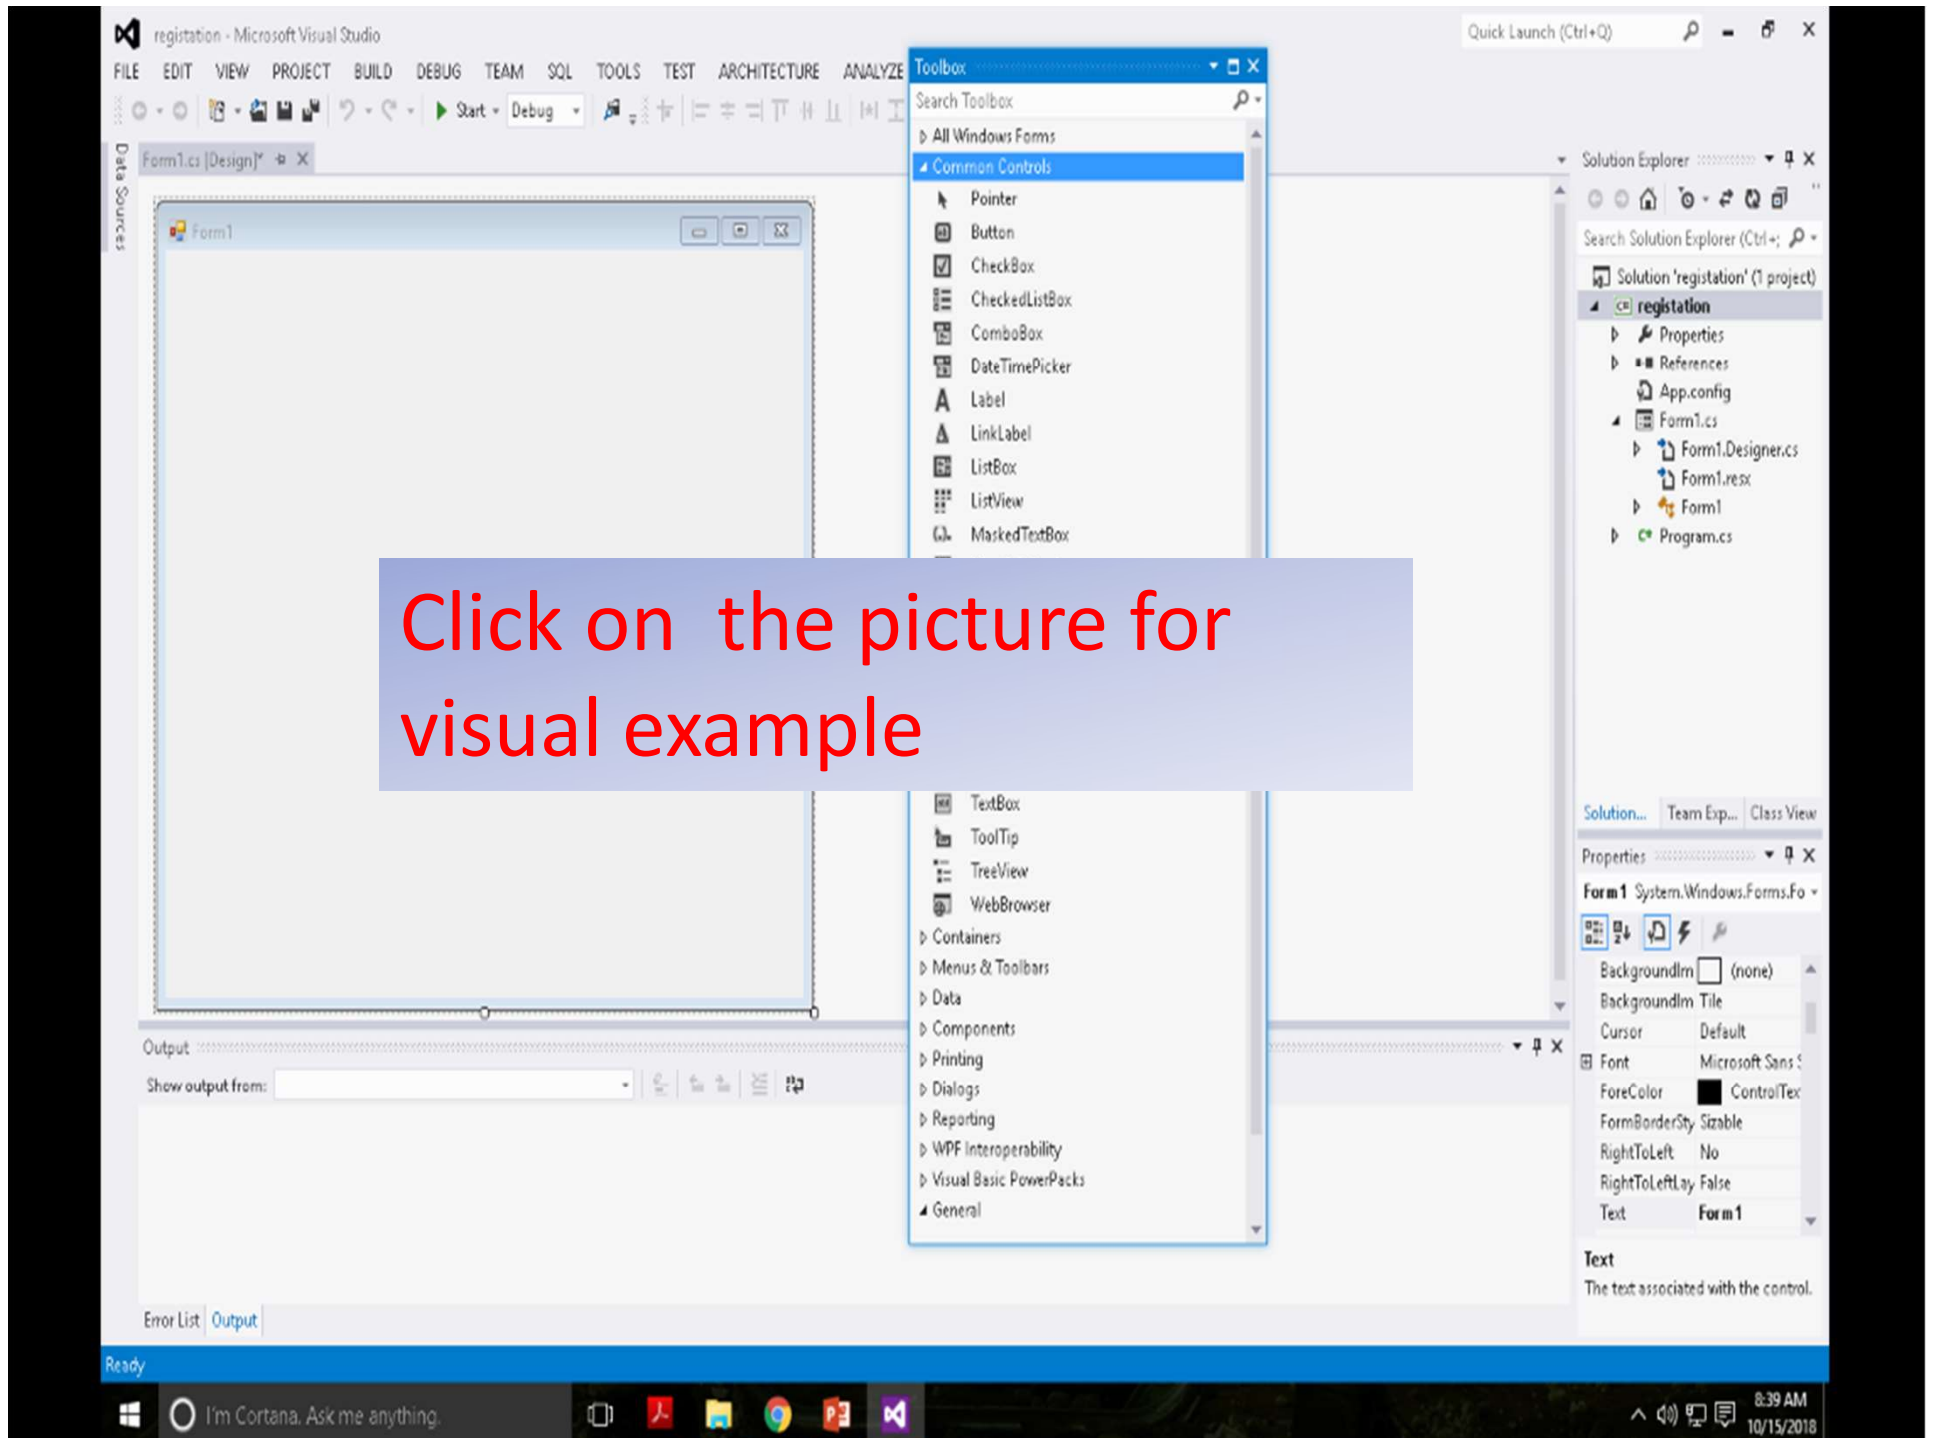 registation - Microsoft Visual Studio
Quick Launch (Ctrl+Q)
FILE EDIT VIEW PROJECT BUILD DEBUG TEAM SQL TOOLS TEST ARCHITECTURE ANALYZE
Start Debug
Data Sources
Form1.cs [Design]*
Form1
Toolbox
Search Toolbox
All Windows Forms
Common Controls
Pointer
Button
CheckBox
CheckedListBox
ComboBox
DateTimePicker
Label
LinkLabel
ListBox
ListView
MaskedTextBox
Click on the picture for
visual example
TextBox
ToolTip
TreeView
WebBrowser
Containers
Menus & Toolbars
Data
Components
Printing
Dialogs
Reporting
WPF Interoperability
Visual Basic PowerPacks
General
Solution Explorer
Search Solution Explorer (Ctrl+;
Solution 'registation' (1 project)
C# registation
Properties
References
App.config
Form1.cs
Form1.Designer.cs
Form1.resx
Form1
C# Program.cs
Solution... Team Exp... Class View
Properties
Form1 System.Windows.Forms.Fo
BackgroundIm (none)
BackgroundIm Tile
Cursor Default
Font Microsoft Sans S
ForeColor ControlTex
FormBorderSty Sizable
RightToLeft No
RightToLeftLay False
Text Form1
Text
The text associated with the control.
Output
Show output from:
Error List Output
Ready
I'm Cortana. Ask me anything.
8:39 AM
10/15/2018